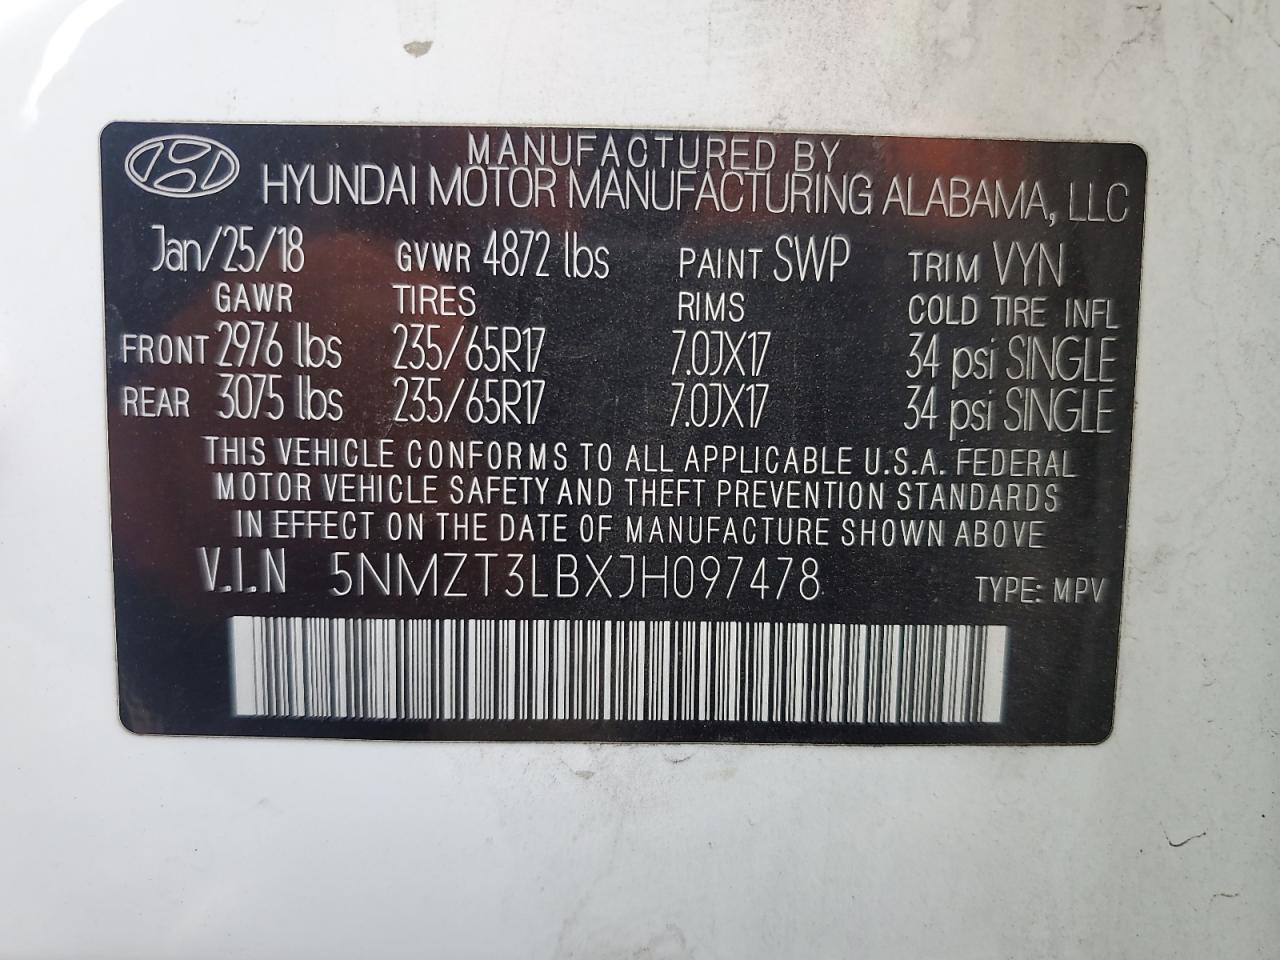 MANUFACTURED BY
HYUNDAI MOTOR MANUFACTURING ALABAMA, LLC
Jan/25/18 GVWR 4872 lbs PAINT SWP TRIM VYN
GAWR TIRES RIMS COLD TIRE INFL
FRONT 2976 lbs 235/65R17 7.0JX17 34 psi SINGLE
REAR 3075 lbs 235/65R17 7.0JX17 34 psi SINGLE
THIS VEHICLE CONFORMS TO ALL APPLICABLE U.S.A. FEDERAL
MOTOR VEHICLE SAFETY AND THEFT PREVENTION STANDARDS
IN EFFECT ON THE DATE OF MANUFACTURE SHOWN ABOVE
V.I.N 5NMZT3LBXJH097478 TYPE: MPV